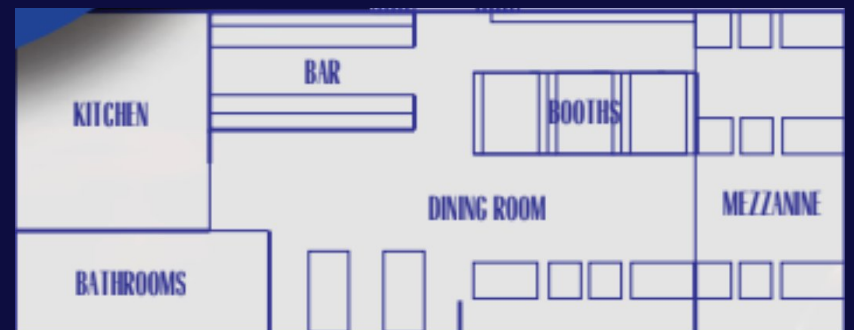 BAR
KITCHEN
BOOTHS
DINING ROOM
MEZZANINE
BATHROOMS